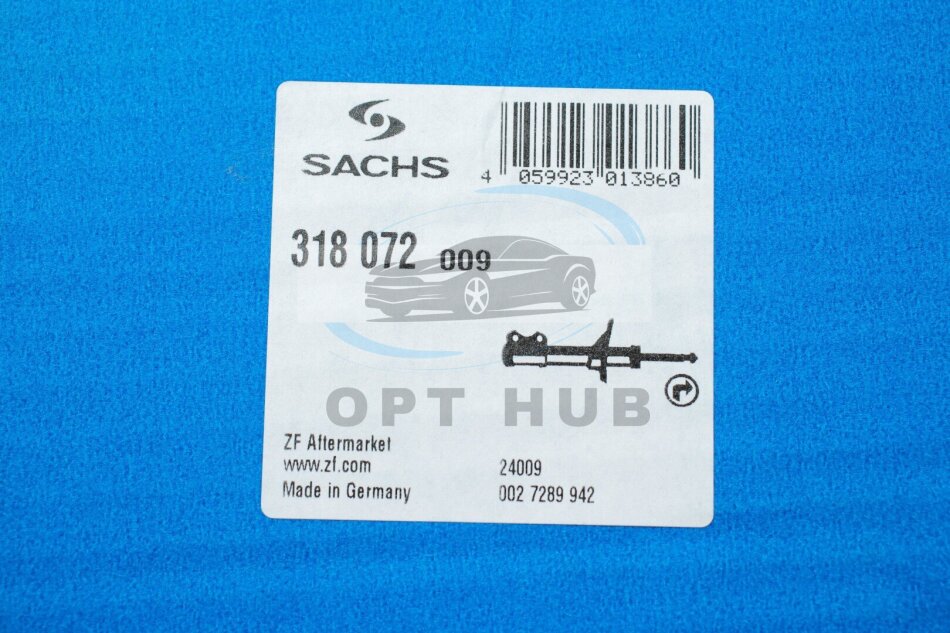 SACHS
4 059923 013860
318 072 009
OPT HUB
ZF Aftermarket
www.zf.com
Made in Germany
24009
002 7289 942